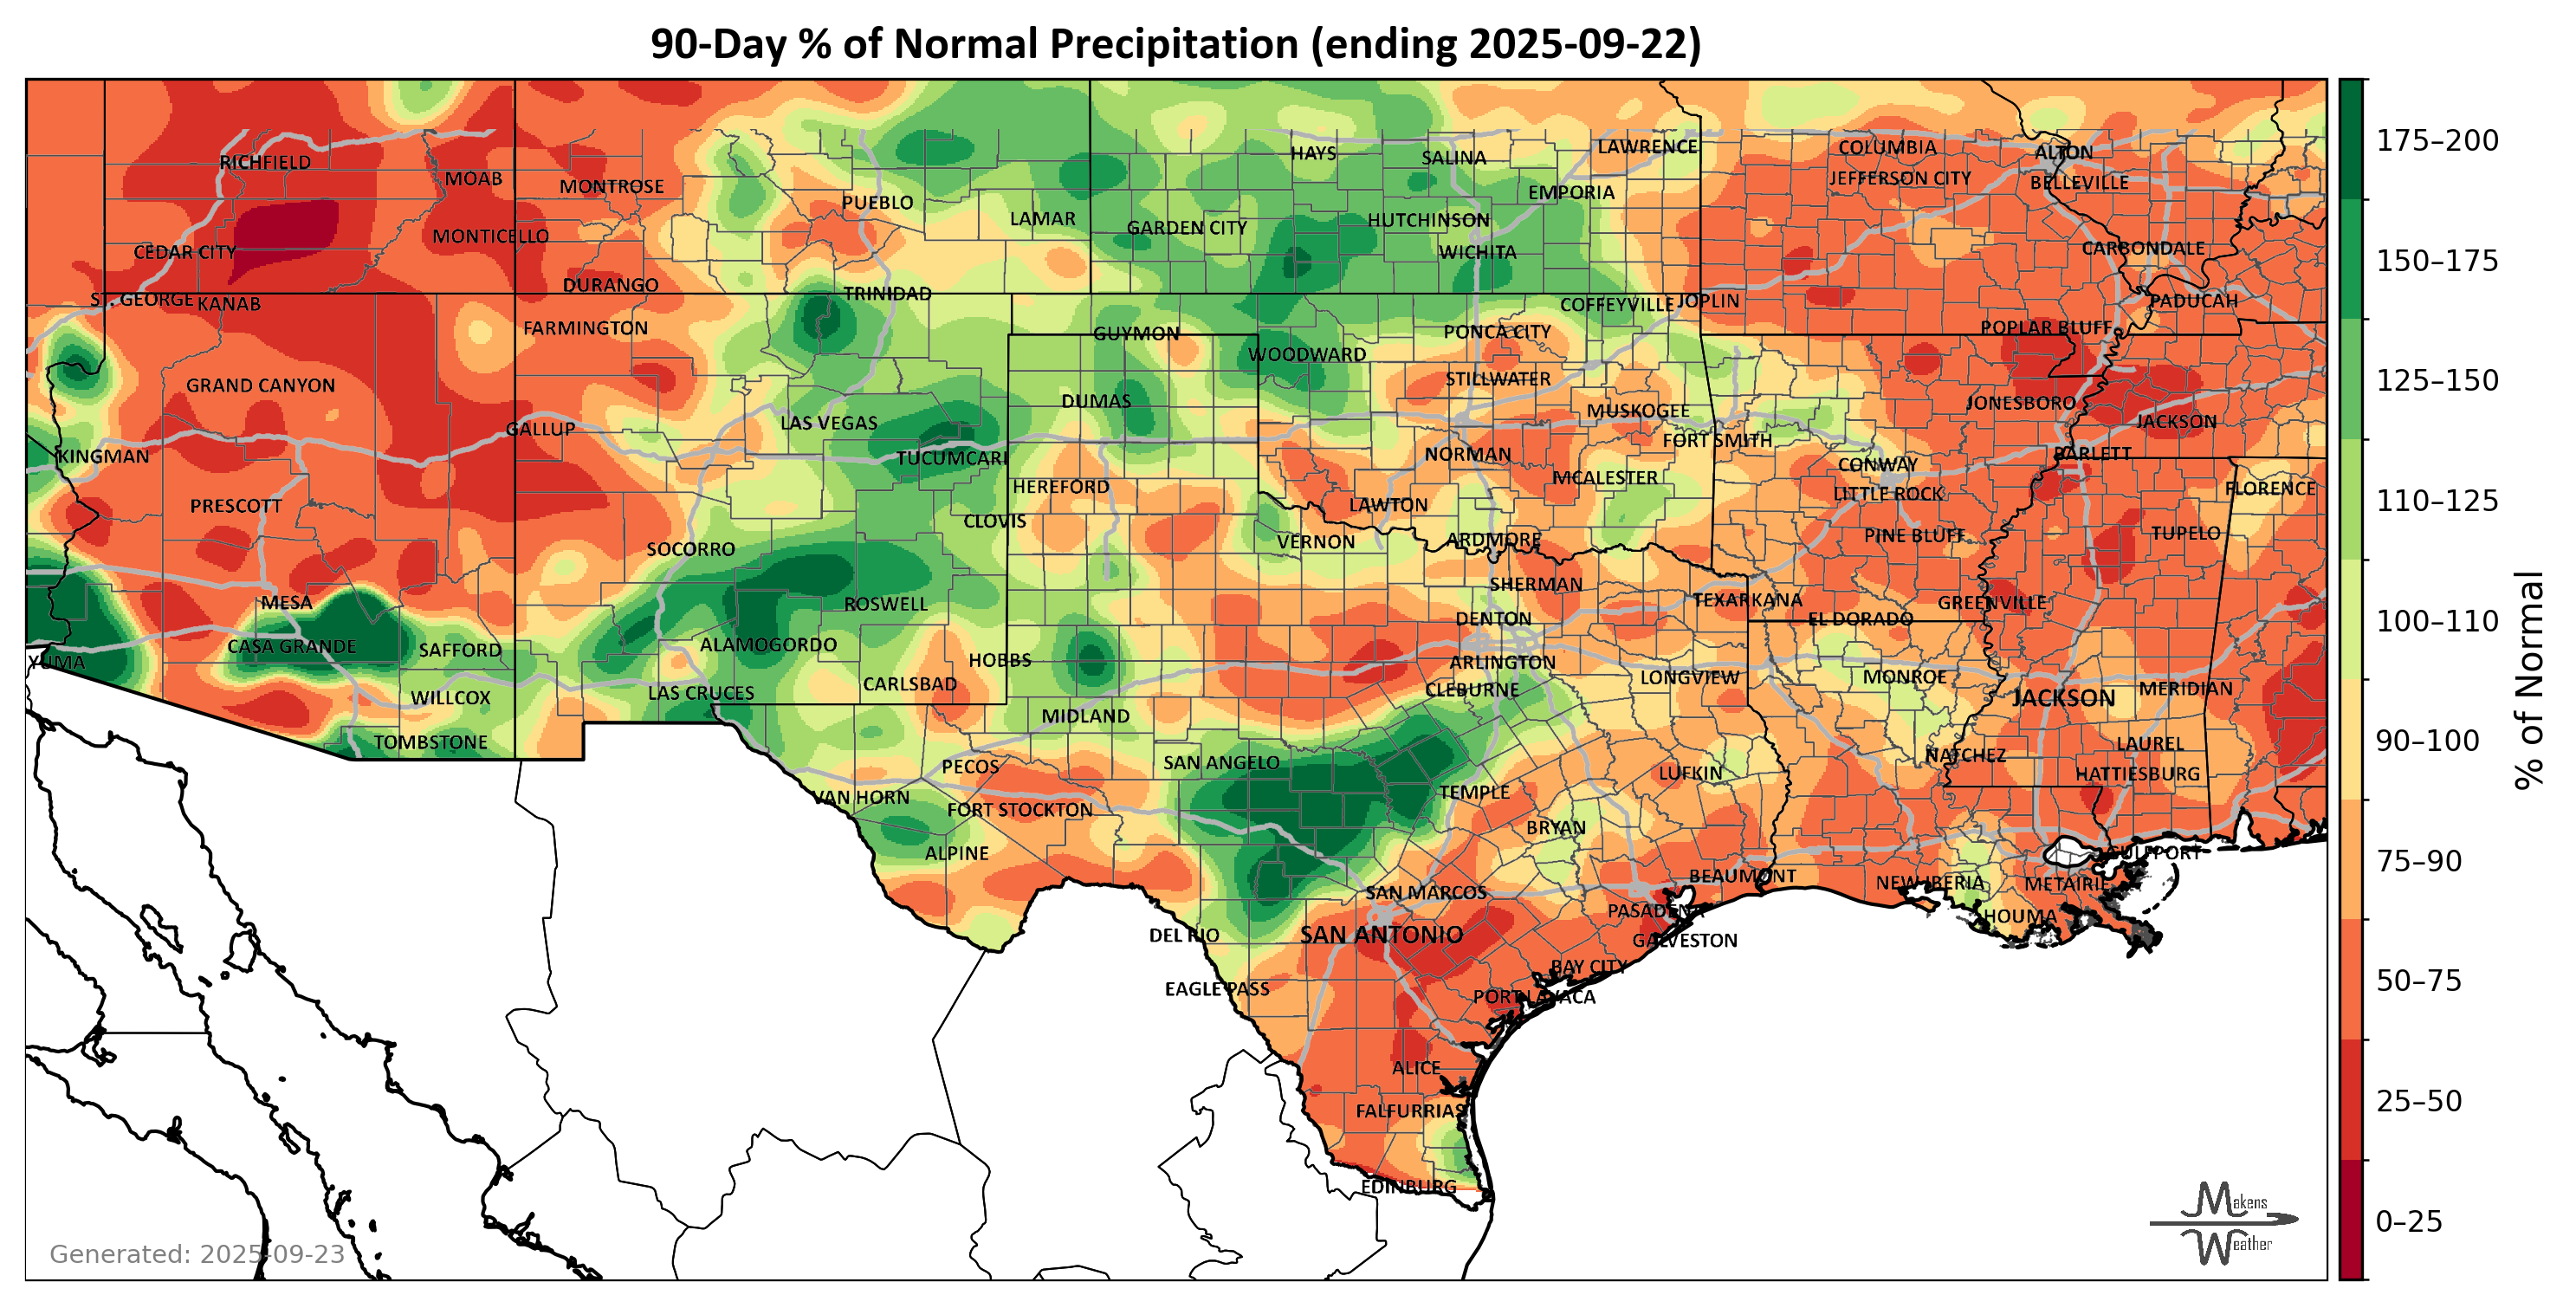 90-Day % of Normal Precipitation (ending 2025-09-22)
RICHFIELD
MOAB
MONTROSE
PUEBLO
LAMAR
HAYS
SALINA
LAWRENCE
EMPORIA
COLUMBIA
JEFFERSON CITY
ALTON
BELLEVILLE
CEDAR CITY
MONTICELLO
GARDEN CITY
HUTCHINSON
WICHITA
CARBONDALE
ST. GEORGE
KANAB
DURANGO
TRINIDAD
COFFEYVILLE
JOPLIN
PADUCAH
FARMINGTON
GUYMON
PONCA CITY
POPLAR BLUFF
WOODWARD
GRAND CANYON
DUMAS
STILLWATER
MUSKOGEE
JONESBORO
JACKSON
GALLUP
LAS VEGAS
FORT SMITH
KINGMAN
TUCUMCARI
NORMAN
BARLETT
CONWAY
HEREFORD
MCALESTER
LITTLE ROCK
FLORENCE
PRESCOTT
CLOVIS
LAWTON
SOCORRO
VERNON
ARDMORE
PINE BLUFF
TUPELO
MESA
ROSWELL
SHERMAN
TEXARKANA
GREENVILLE
DENTON
EL DORADO
CASA GRANDE
SAFFORD
ALAMOGORDO
YUMA
HOBBS
ARLINGTON
WILLCOX
LAS CRUCES
CARLSBAD
CLEBURNE
LONGVIEW
MONROE
JACKSON
MERIDIAN
TOMBSTONE
MIDLAND
PECOS
SAN ANGELO
LUFKIN
NATCHEZ
LAUREL
HATTIESBURG
VAN HORN
FORT STOCKTON
TEMPLE
BRYAN
ALPINE
GULFPORT
SAN MARCOS
BEAUMONT
NEW IBERIA
METAIRIE
PASADENA
HOUMA
DEL RIO
SAN ANTONIO
GALVESTON
EAGLE PASS
BAY CITY
PORT LAVACA
ALICE
FALFURRIAS
EDINBURG
175–200
150–175
125–150
110–125
100–110
90–100
75–90
50–75
25–50
0–25
% of Normal
Generated: 2025-09-23
Makens
Weather